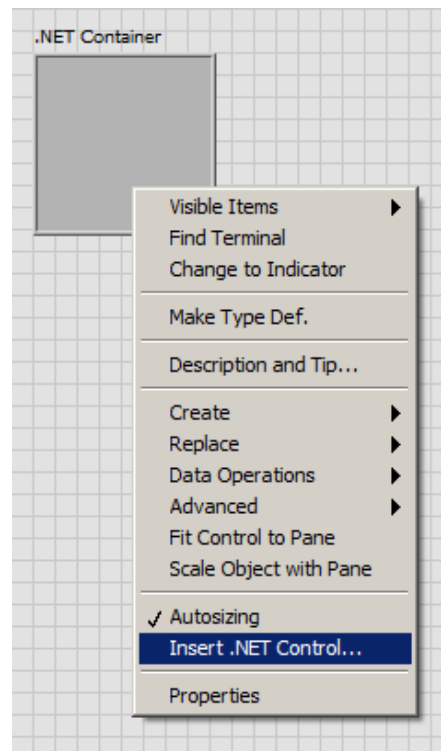 .NET Container
Visible Items
Find Terminal
Change to Indicator
Make Type Def.
Description and Tip...
Create
Replace
Data Operations
Advanced
Fit Control to Pane
Scale Object with Pane
Autosizing
Insert .NET Control...
Properties